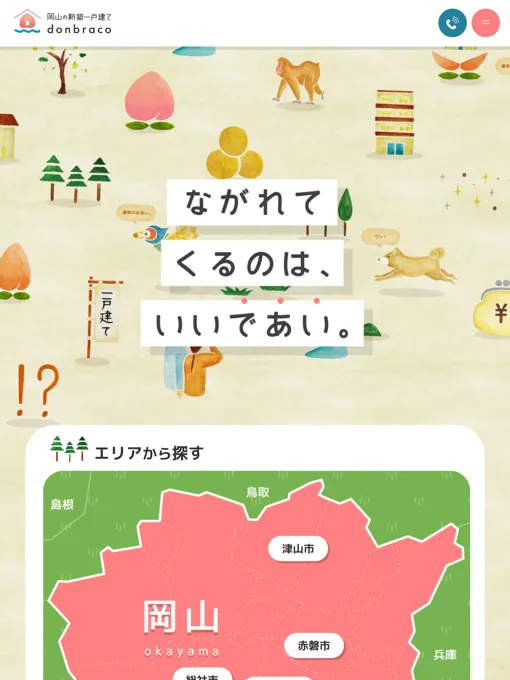 岡山の新築一戸建て
donbraco
運命の出会い。
ワン！
ながれて
くるのは、
いいであい。
一戸建て
¥
!?
エリアから探す
島根
鳥取
津山市
岡山
okayama
赤磐市
兵庫
総社市